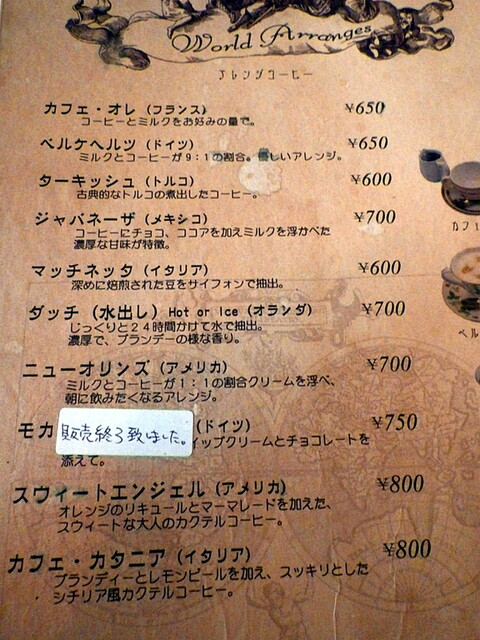 World Arranges
アレンジコーヒー
カフェ・オレ（フランス） ¥650
コーヒーとミルクをお好みの量で。
ベルケヘルツ（ドイツ） ¥650
ミルクとコーヒーが９:１の割合。優しいアレンジ。
ターキッシュ（トルコ） ¥600
古典的なトルコの煮出したコーヒー。
ジャバネーザ（メキシコ） ¥700
コーヒーにチョコ、ココアを加えミルクを浮かべた
濃厚な甘味が特徴。
マッチネッタ（イタリア） ¥600
深めに焙煎された豆をサイフォンで抽出。
ダッチ（水出し）Hot or Ice（オランダ） ¥700
じっくりと２４時間かけて水で抽出。
濃厚で、ブランデーの様な香り。
ニューオリンズ（アメリカ） ¥700
ミルクとコーヒーが１:１の割合クリームを浮べ、
朝に飲みたくなるアレンジ。
モカ （ドイツ） ¥750
販売終了致しました。
イップクリームとチョコレートを
添えて。
スウィートエンジェル（アメリカ） ¥800
オレンジのリキュールとマーマレードを加えた、
スウィートな大人のカクテルコーヒー。
カフェ・カタニア（イタリア） ¥800
ブランディーとレモンピールを加え、スッキリとした
シチリア風カクテルコーヒー。
カフェ
ベル